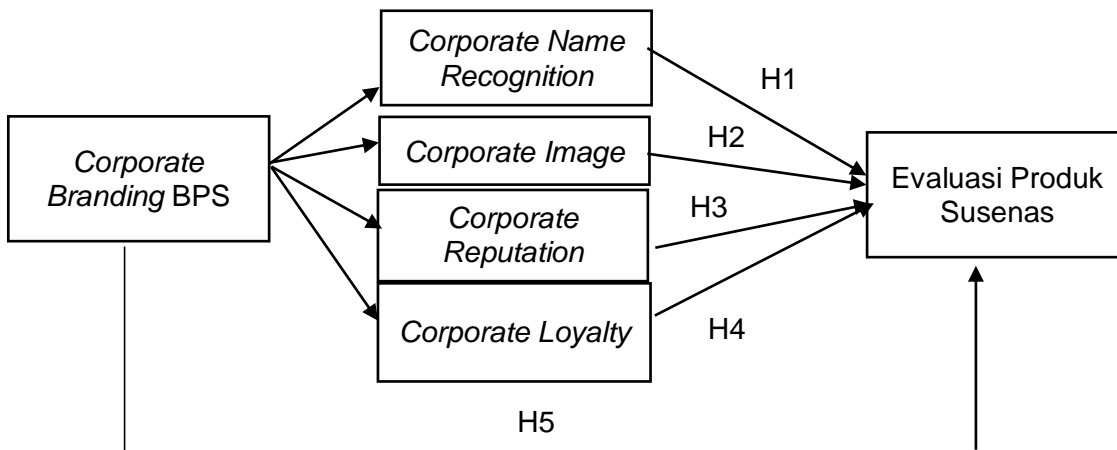 Corporate
Branding BPS
Corporate Name
Recognition
Corporate Image
Corporate
Reputation
Corporate Loyalty
H1
H2
H3
H4
H5
Evaluasi Produk
Susenas